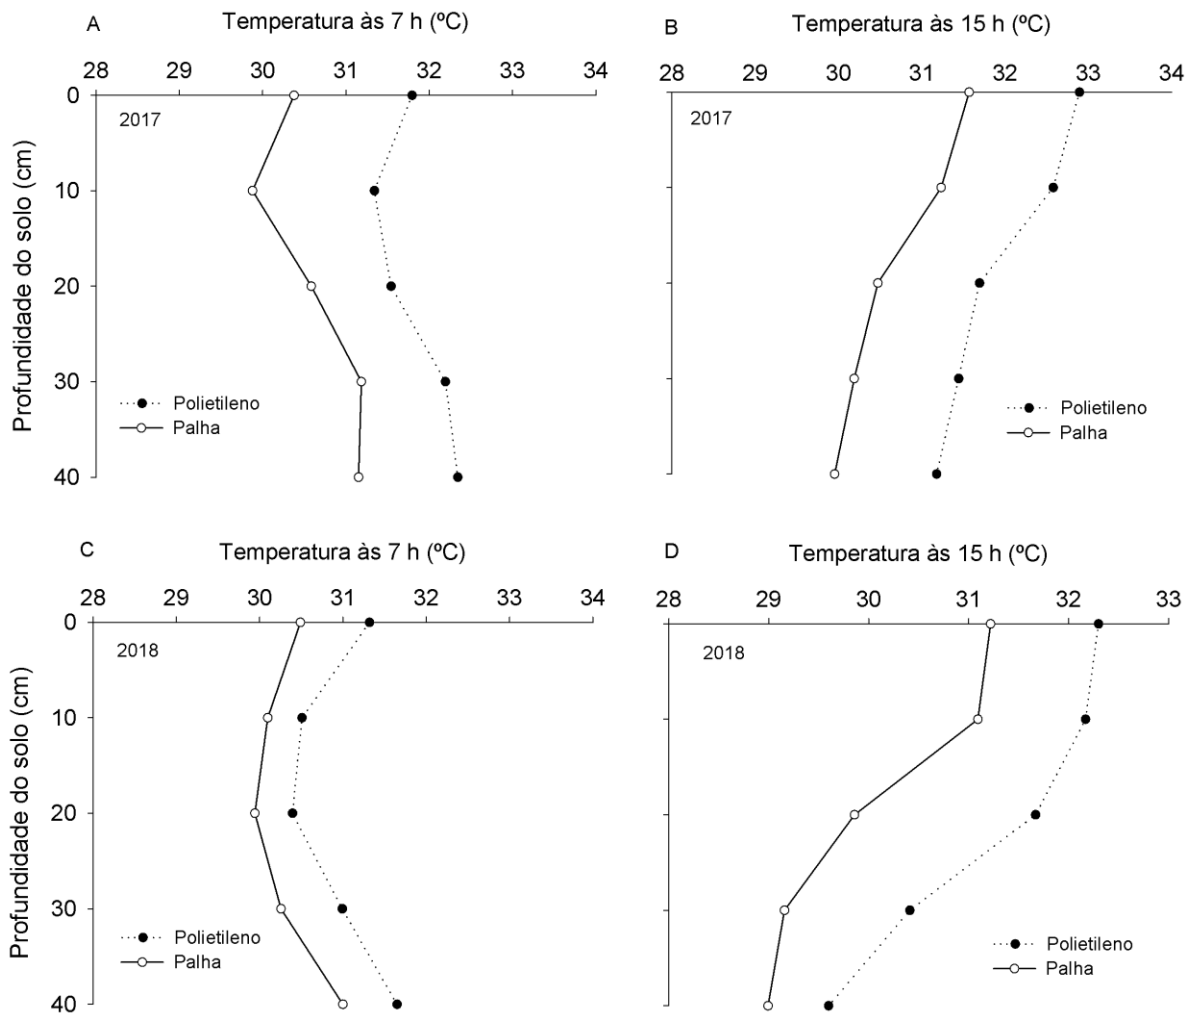 A
Temperatura às 7 h (ºC)
28 29 30 31 32 33 34
0
10
20
30
40
Profundidade do solo (cm)
2017
Polietileno
Palha
B
Temperatura às 15 h (ºC)
28 29 30 31 32 33 34
2017
Polietileno
Palha
C
Temperatura às 7 h (ºC)
28 29 30 31 32 33 34
0
10
20
30
40
Profundidade do solo (cm)
2018
Polietileno
Palha
D
Temperatura às 15 h (ºC)
28 29 30 31 32 33
2018
Polietileno
Palha